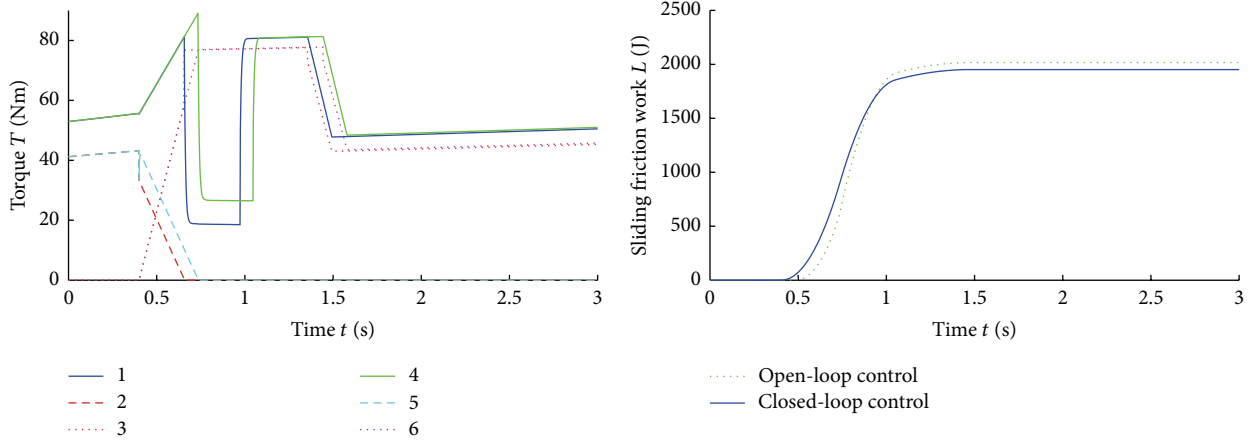 Torque T (Nm)
80
60
40
20
0
0 0.5 1 1.5 2 2.5 3
Time t (s)
1
2
3
4
5
6
Sliding friction work L (J)
2500
2000
1500
1000
500
0
0 0.5 1 1.5 2 2.5 3
Time t (s)
Open-loop control
Closed-loop control